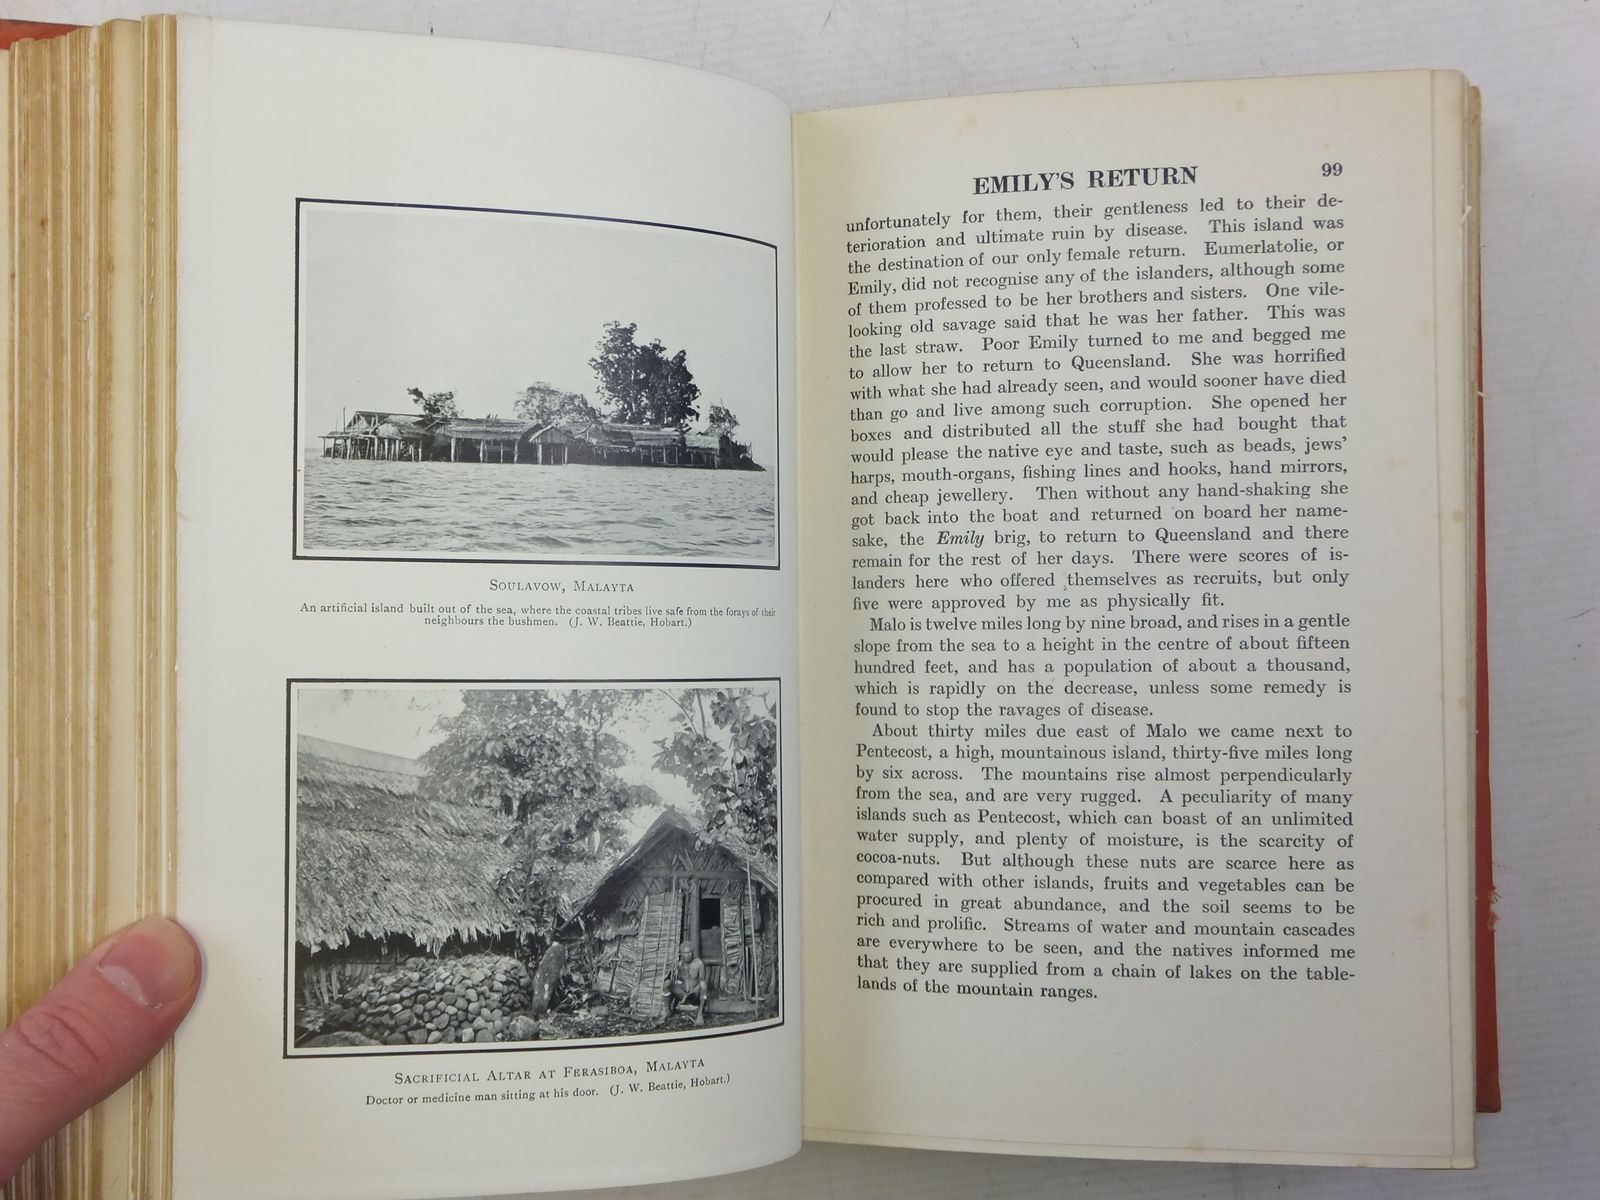 SOULAVOW, MALAYTA
An artificial island built out of the sea, where the coastal tribes live safe from the forays of their
neighbours the bushmen. (J. W. Beattie, Hobart.)
SACRIFICIAL ALTAR AT FERASIBOA, MALAYTA
Doctor or medicine man sitting at his door. (J. W. Beattie, Hobart.)
EMILY'S RETURN 99
unfortunately for them, their gentleness led to their de-
terioration and ultimate ruin by disease. This island was
the destination of our only female return. Eumerlatolie, or
Emily, did not recognise any of the islanders, although some
of them professed to be her brothers and sisters. One vile-
looking old savage said that he was her father. This was
the last straw. Poor Emily turned to me and begged me
to allow her to return to Queensland. She was horrified
with what she had already seen, and would sooner have died
than go and live among such corruption. She opened her
boxes and distributed all the stuff she had bought that
would please the native eye and taste, such as beads, jews'
harps, mouth-organs, fishing lines and hooks, hand mirrors,
and cheap jewellery. Then without any hand-shaking she
got back into the boat and returned on board her name-
sake, the Emily brig, to return to Queensland and there
remain for the rest of her days. There were scores of is-
landers here who offered themselves as recruits, but only
five were approved by me as physically fit.
Malo is twelve miles long by nine broad, and rises in a gentle
slope from the sea to a height in the centre of about fifteen
hundred feet, and has a population of about a thousand,
which is rapidly on the decrease, unless some remedy is
found to stop the ravages of disease.
About thirty miles due east of Malo we came next to
Pentecost, a high, mountainous island, thirty-five miles long
by six across. The mountains rise almost perpendicularly
from the sea, and are very rugged. A peculiarity of many
islands such as Pentecost, which can boast of an unlimited
water supply, and plenty of moisture, is the scarcity of
cocoa-nuts. But although these nuts are scarce here as
compared with other islands, fruits and vegetables can be
procured in great abundance, and the soil seems to be
rich and prolific. Streams of water and mountain cascades
are everywhere to be seen, and the natives informed me
that they are supplied from a chain of lakes on the table-
lands of the mountain ranges.